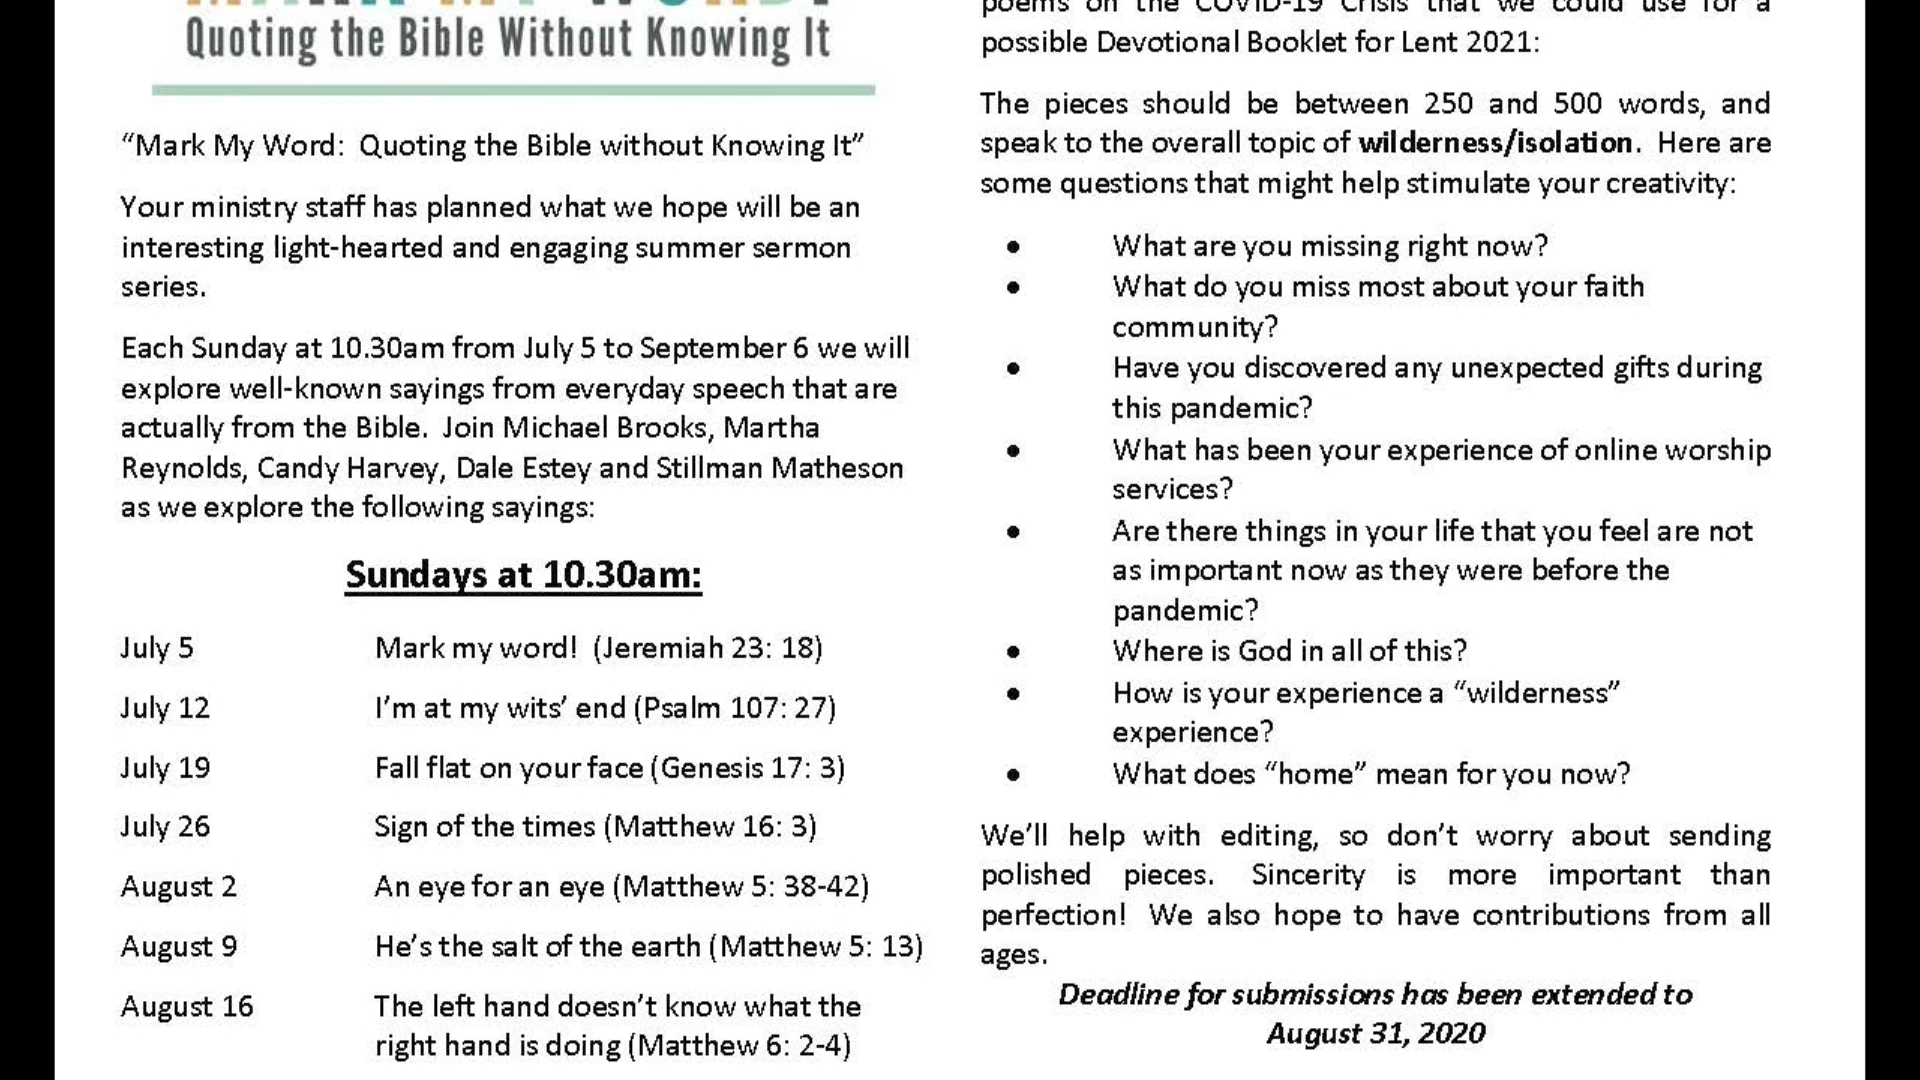 Quoting the Bible Without Knowing It
“Mark My Word:  Quoting the Bible without Knowing It”
Your ministry staff has planned what we hope will be an
interesting light-hearted and engaging summer sermon
series.
Each Sunday at 10.30am from July 5 to September 6 we will
explore well-known sayings from everyday speech that are
actually from the Bible.  Join Michael Brooks, Martha
Reynolds, Candy Harvey, Dale Estey and Stillman Matheson
as we explore the following sayings:
Sundays at 10.30am:
July 5 Mark my word!  (Jeremiah 23: 18)
July 12 I’m at my wits’ end (Psalm 107: 27)
July 19 Fall flat on your face (Genesis 17: 3)
July 26 Sign of the times (Matthew 16: 3)
August 2 An eye for an eye (Matthew 5: 38-42)
August 9 He’s the salt of the earth (Matthew 5: 13)
August 16 The left hand doesn’t know what the
right hand is doing (Matthew 6: 2-4)
poems on the COVID-19 Crisis that we could use for a
possible Devotional Booklet for Lent 2021:
The pieces should be between 250 and 500 words, and
speak to the overall topic of wilderness/isolation.  Here are
some questions that might help stimulate your creativity:
• What are you missing right now?
• What do you miss most about your faith
community?
• Have you discovered any unexpected gifts during
this pandemic?
• What has been your experience of online worship
services?
• Are there things in your life that you feel are not
as important now as they were before the
pandemic?
• Where is God in all of this?
• How is your experience a “wilderness”
experience?
• What does “home” mean for you now?
We’ll help with editing, so don’t worry about sending
polished pieces.  Sincerity is more important than
perfection!  We also hope to have contributions from all
ages.
Deadline for submissions has been extended to
August 31, 2020